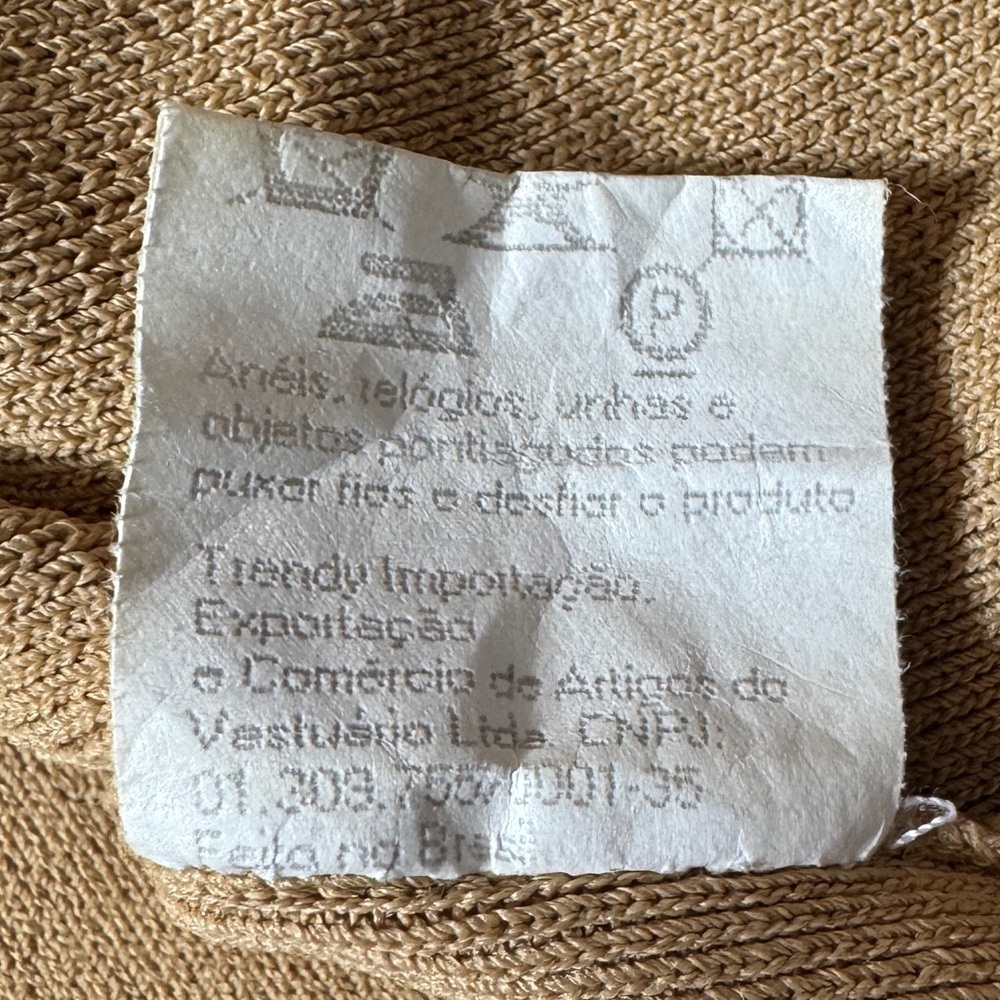 P
Anéis, relógios, unhas e
objetos pontiagudos podem
puxar fios e desfiar o produto
Trendy Importação,
Exportação
e Comércio de Artigos do
Vestuário Ltda. CNPJ:
Feito no Brasil